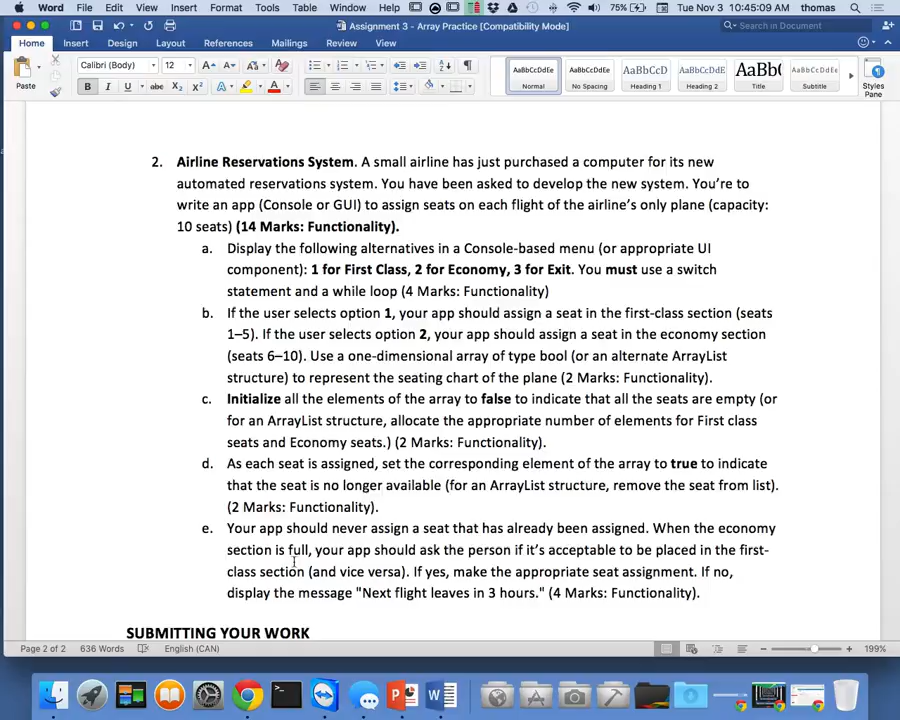 Word File Edit View Insert Format Tools Table Window Help 75% Tue Nov 3 10:45:09 AM thomas
Assignment 3 - Array Practice [Compatibility Mode] Search in Document
Home Insert Design Layout References Mailings Review View
Paste Calibri (Body) 12 AaBbCcDdEe AaBbCcDdEe AaBbCcD AaBbCcDdE AaBb( AaBbCcDdEe
B I U abc X₂ X² A A Normal No Spacing Heading 1 Heading 2 Title Subtitle Styles Pane
2. Airline Reservations System. A small airline has just purchased a computer for its new
automated reservations system. You have been asked to develop the new system. You’re to
write an app (Console or GUI) to assign seats on each flight of the airline’s only plane (capacity:
10 seats) (14 Marks: Functionality).
a. Display the following alternatives in a Console-based menu (or appropriate UI
component): 1 for First Class, 2 for Economy, 3 for Exit. You must use a switch
statement and a while loop (4 Marks: Functionality)
b. If the user selects option 1, your app should assign a seat in the first-class section (seats
1–5). If the user selects option 2, your app should assign a seat in the economy section
(seats 6–10). Use a one-dimensional array of type bool (or an alternate ArrayList
structure) to represent the seating chart of the plane (2 Marks: Functionality).
c. Initialize all the elements of the array to false to indicate that all the seats are empty (or
for an ArrayList structure, allocate the appropriate number of elements for First class
seats and Economy seats.) (2 Marks: Functionality).
d. As each seat is assigned, set the corresponding element of the array to true to indicate
that the seat is no longer available (for an ArrayList structure, remove the seat from list).
(2 Marks: Functionality).
e. Your app should never assign a seat that has already been assigned. When the economy
section is full, your app should ask the person if it’s acceptable to be placed in the first-
class section (and vice versa). If yes, make the appropriate seat assignment. If no,
display the message "Next flight leaves in 3 hours." (4 Marks: Functionality).
SUBMITTING YOUR WORK
Page 2 of 2 636 Words English (CAN) 199%